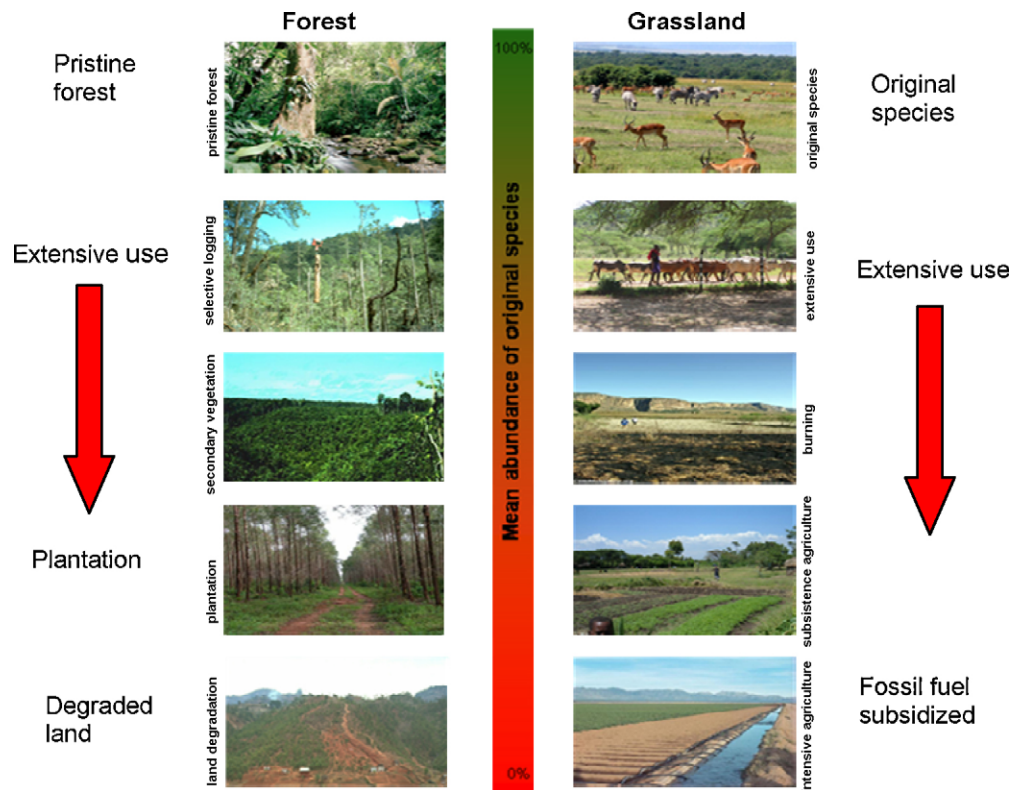 Forest
Grassland
Pristine
forest
pristine forest
100%
original species
Original
species
Extensive use
selective logging
Mean abundance of original species
extensive use
Extensive use
secondary vegetation
burning
Plantation
plantation
subsistence agriculture
Degraded
land
land degradation
0%
ntensive agriculture
Fossil fuel
subsidized